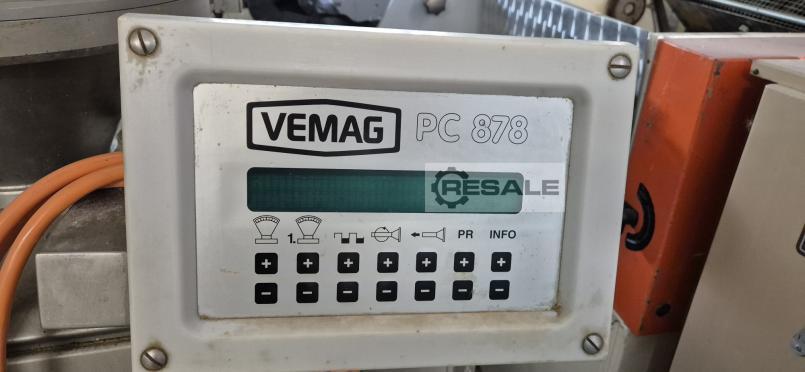 VEMAG PC 878
RESALE
1. PR INFO
+ + + + + + +
- - - - - - -